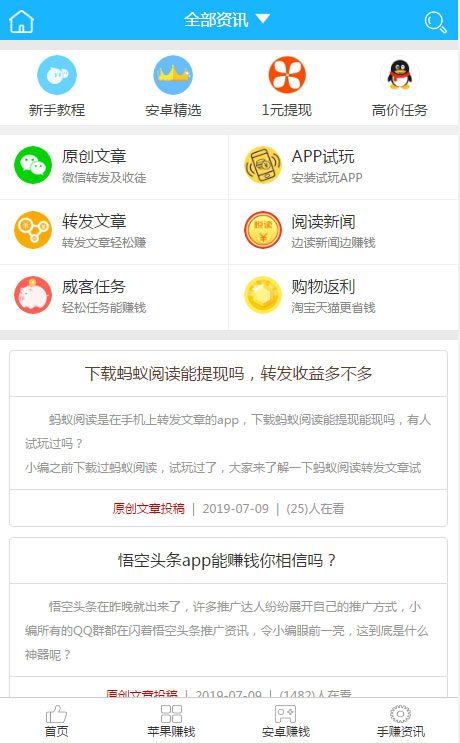 全部资讯
新手教程
安卓精选
1元提现
高价任务
原创文章
微信转发及收徒
APP试玩
安装试玩APP
转发文章
转发文章轻松赚
悦读
阅读新闻
边读新闻边赚钱
威客任务
轻松任务能赚钱
购物返利
淘宝天猫更省钱
下载蚂蚁阅读能提现吗，转发收益多不多
蚂蚁阅读是在手机上转发文章的app，下载蚂蚁阅读能提现能现吗，有人
试玩过吗？
小编之前下载过蚂蚁阅读，试玩过了，大家来了解一下蚂蚁阅读转发文章试
原创文章投稿 | 2019-07-09 | (25)人在看
悟空头条app能赚钱你相信吗？
悟空头条在昨晚就出来了，许多推广达人纷纷展开自己的推广方式，小
编所有的QQ群都在闪着悟空头条推广资讯，令小编眼前一亮，这到底是什么
神器呢？
原创文章投稿 | 2019-07-09 | (1482)人在看
首页
苹果赚钱
安卓赚钱
手赚资讯